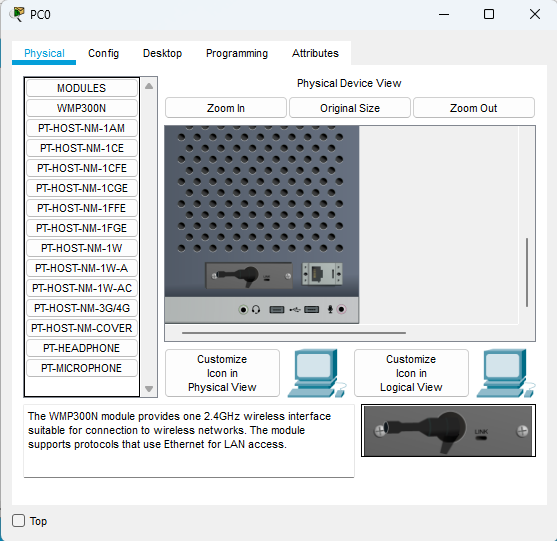 PC0
Physical
Config
Desktop
Programming
Attributes
MODULES
WMP300N
PT-HOST-NM-1AM
PT-HOST-NM-1CE
PT-HOST-NM-1CFE
PT-HOST-NM-1CGE
PT-HOST-NM-1FFE
PT-HOST-NM-1FGE
PT-HOST-NM-1W
PT-HOST-NM-1W-A
PT-HOST-NM-1W-AC
PT-HOST-NM-3G/4G
PT-HOST-NM-COVER
PT-HEADPHONE
PT-MICROPHONE
Physical Device View
Zoom In
Original Size
Zoom Out
Customize
Icon in
Physical View
Customize
Icon in
Logical View
The WMP300N module provides one 2.4GHz wireless interface
suitable for connection to wireless networks. The module
supports protocols that use Ethernet for LAN access.
LINK
Top